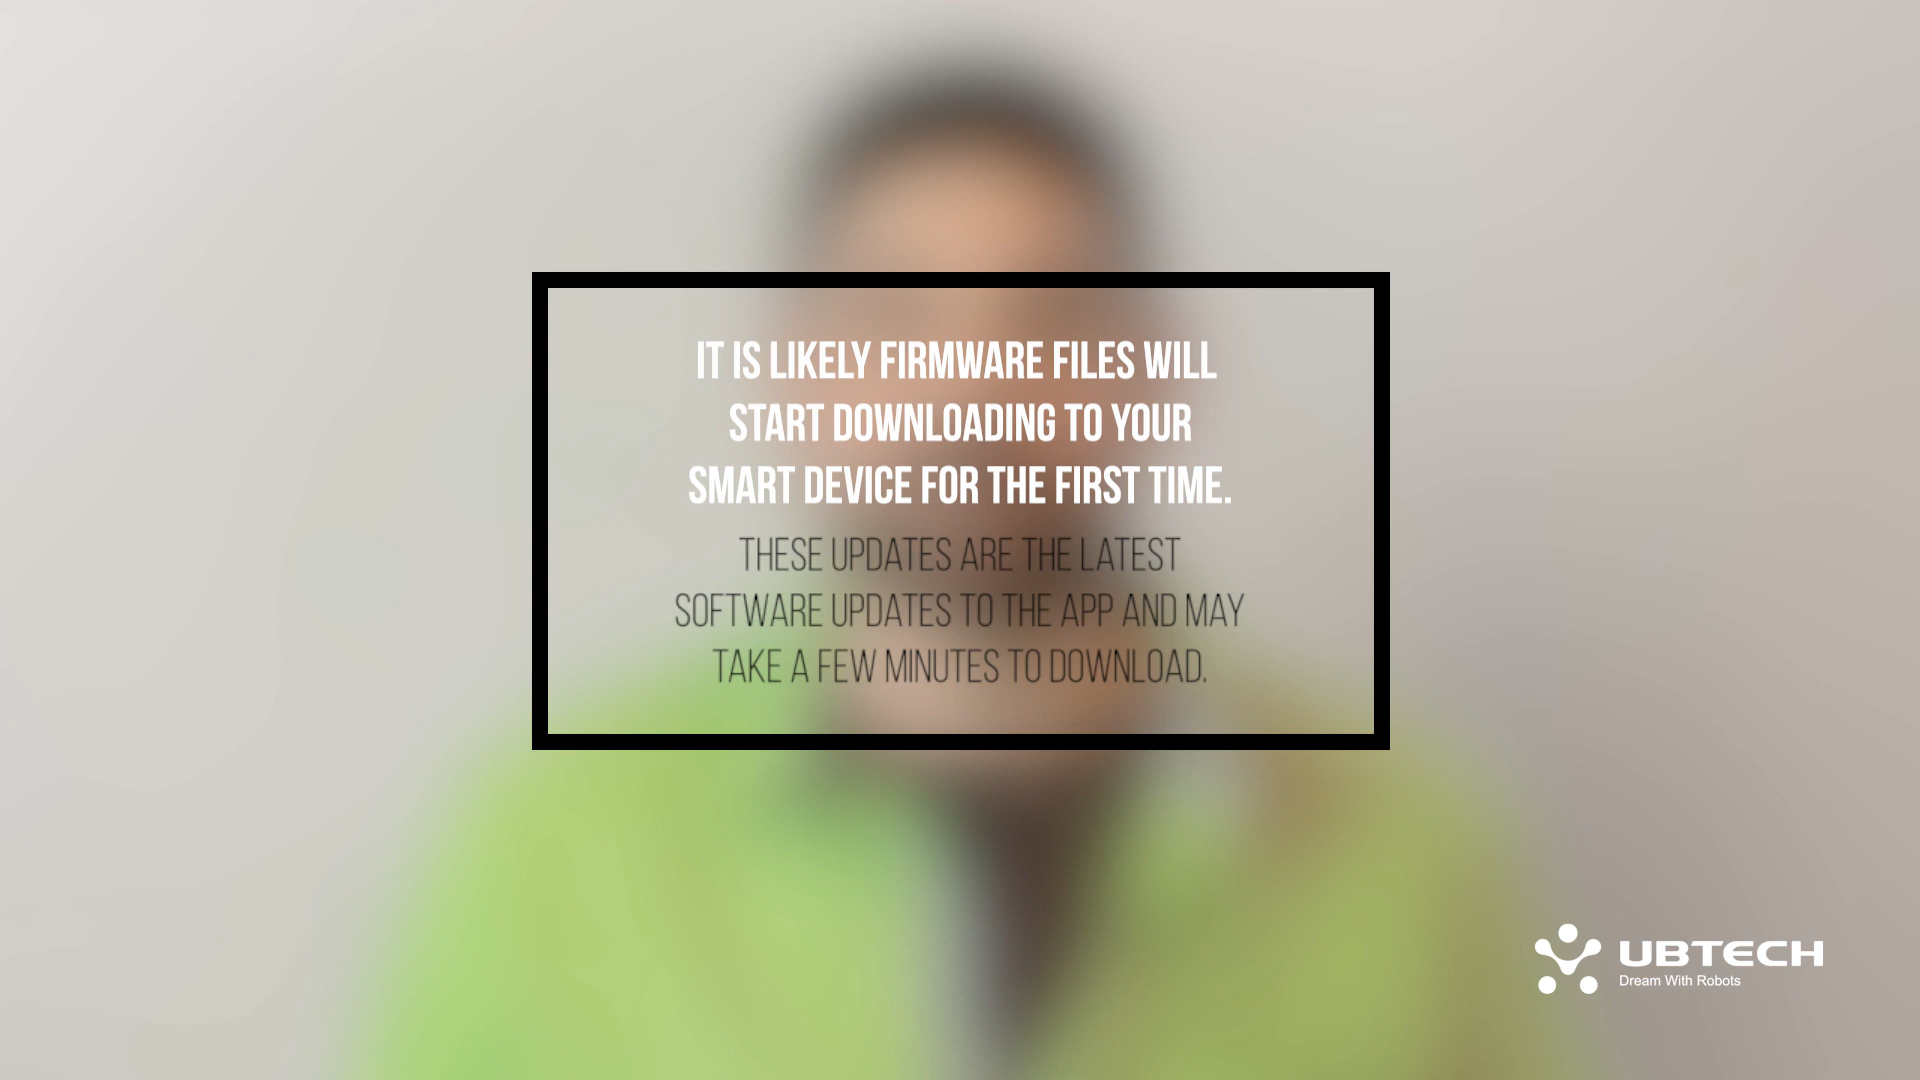 IT IS LIKELY FIRMWARE FILES WILL
START DOWNLOADING TO YOUR
SMART DEVICE FOR THE FIRST TIME.
THESE UPDATES ARE THE LATEST
SOFTWARE UPDATES TO THE APP AND MAY
TAKE A FEW MINUTES TO DOWNLOAD.
UBTECH
Dream With Robots